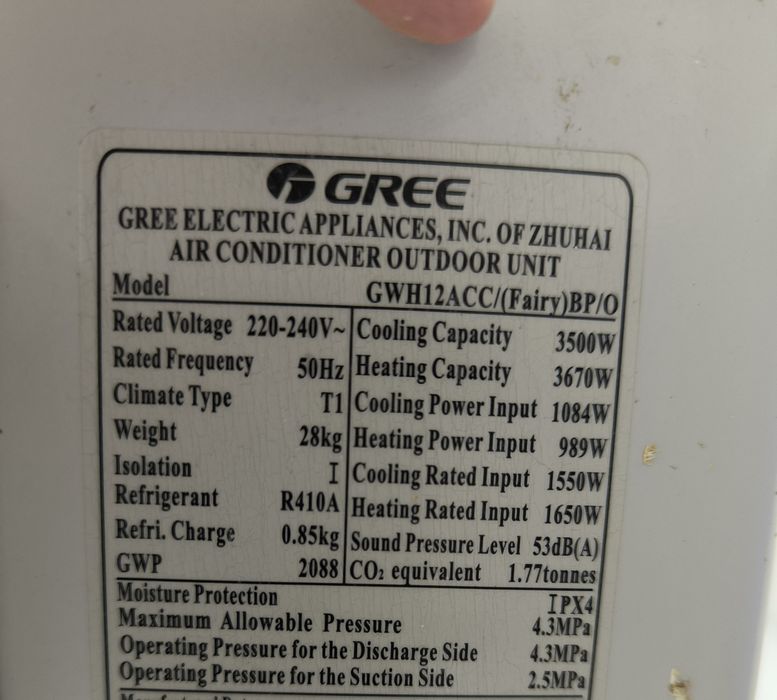 GREE
GREE ELECTRIC APPLIANCES, INC. OF ZHUHAI
AIR CONDITIONER OUTDOOR UNIT
Model GWH12ACC/(Fairy)BP/O
Rated Voltage 220-240V~ Cooling Capacity 3500W
Rated Frequency 50Hz Heating Capacity 3670W
Climate Type T1 Cooling Power Input 1084W
Weight 28kg Heating Power Input 989W
Isolation I Cooling Rated Input 1550W
Refrigerant R410A Heating Rated Input 1650W
Refri. Charge 0.85kg Sound Pressure Level 53dB(A)
GWP 2088 CO₂ equivalent 1.77tonnes
Moisture Protection IPX4
Maximum Allowable Pressure 4.3MPa
Operating Pressure for the Discharge Side 4.3MPa
Operating Pressure for the Suction Side 2.5MPa